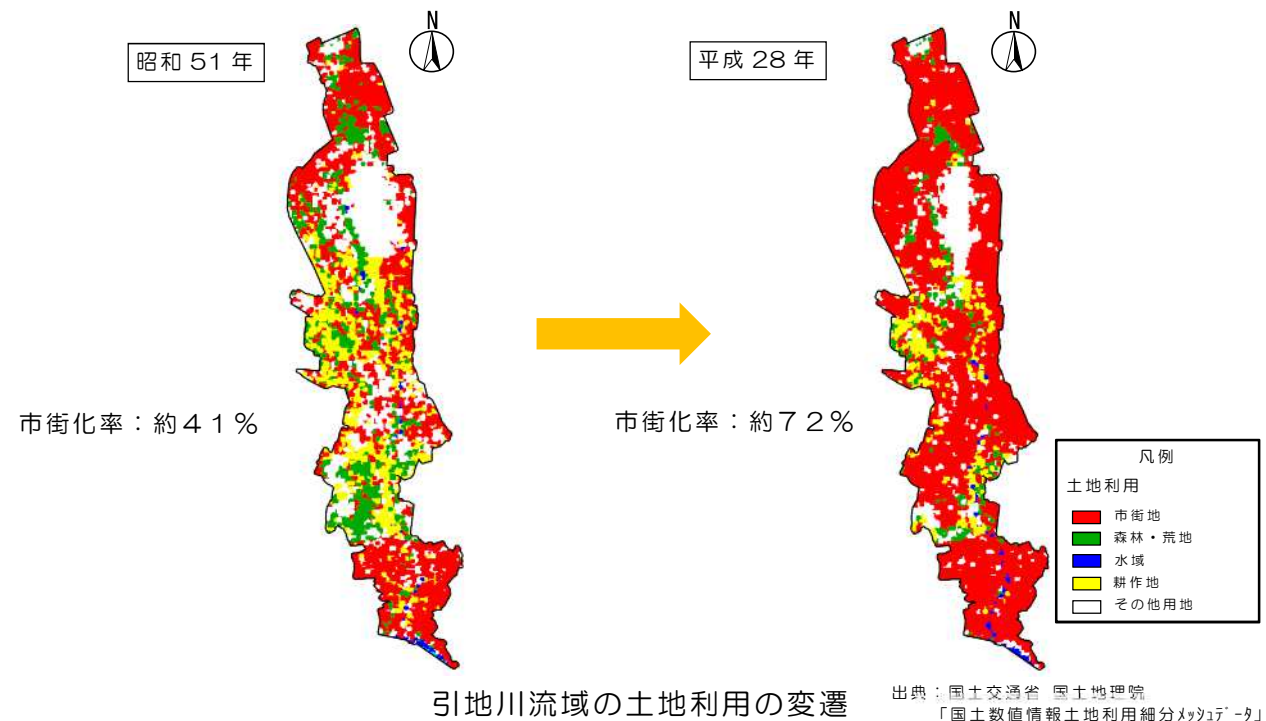 N
昭和 51 年
N
平成 28 年
市街化率：約４１％
市街化率：約７２％
凡例
土地利用
市街地
森林・荒地
水域
耕作地
その他用地
引地川流域の土地利用の変遷
出典：国土交通省 国土地理院
「国土数値情報土地利用細分ﾒｯｼｭﾃﾞｰﾀ」